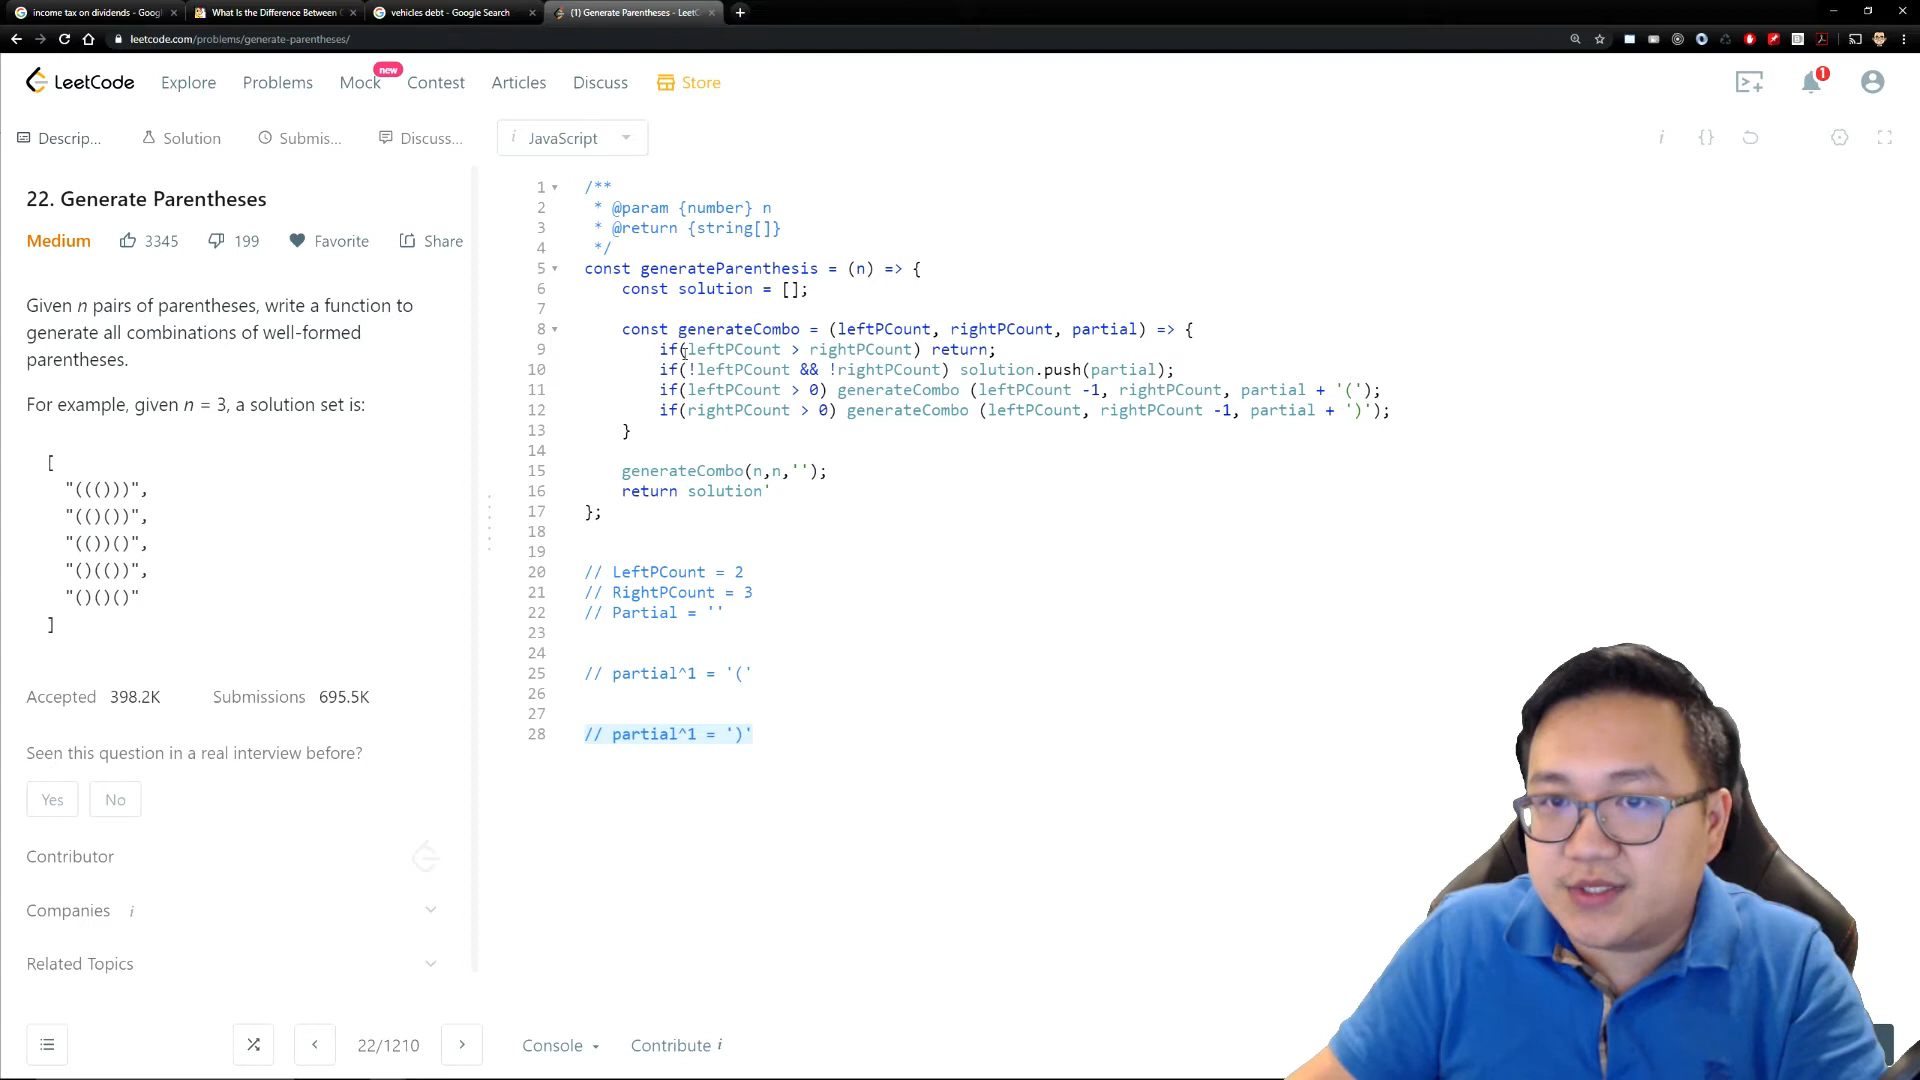 income tax on dividends - Goog
What Is the Difference Between
vehicles debt - Google Search
(1) Generate Parentheses - LeetC
leetcode.com/problems/generate-parentheses/
LeetCode
Explore
Problems
Mock
new
Contest
Articles
Discuss
Store
1
Descrip...
Solution
Submis...
Discuss...
i JavaScript
22. Generate Parentheses
Medium 3345 199 Favorite Share
Given n pairs of parentheses, write a function to
generate all combinations of well-formed
parentheses.
For example, given n = 3, a solution set is:
[
"((()))",
"(()())",
"(())()",
"()(())",
"()()()"
]
Accepted 398.2K Submissions 695.5K
Seen this question in a real interview before?
Yes No
Contributor
Companies i
Related Topics
22/1210
1 /**
2 * @param {number} n
3 * @return {string[]}
4 */
5 const generateParenthesis = (n) => {
6 const solution = [];
7
8 const generateCombo = (leftPCount, rightPCount, partial) => {
9 if(leftPCount > rightPCount) return;
10 if(!leftPCount && !rightPCount) solution.push(partial);
11 if(leftPCount > 0) generateCombo (leftPCount -1, rightPCount, partial + '(');
12 if(rightPCount > 0) generateCombo (leftPCount, rightPCount -1, partial + ')');
13 }
14
15 generateCombo(n,n,'');
16 return solution'
17 };
18
19
20 // LeftPCount = 2
21 // RightPCount = 3
22 // Partial = ''
23
24
25 // partial^1 = '('
26
27
28 // partial^1 = ')'
Console
Contribute i